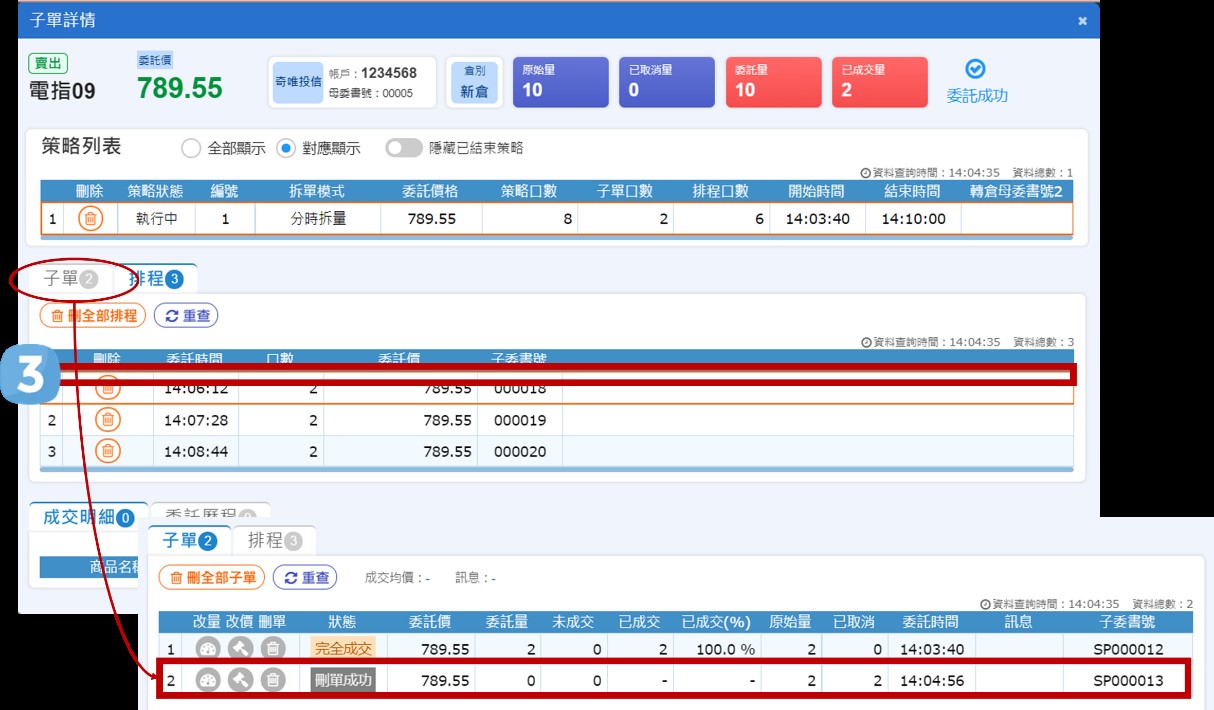 子單詳情 ×
賣出 委託價
電指09 789.55
奇唯投信 帳戶：1234568
母委書號：00005
倉別
新倉
原始量
10
已取消量
0
委託量
10
已成交量
2
委託成功
策略列表 全部顯示 對應顯示 隱藏已結束策略
資料查詢時間：14:04:35 資料總數：1
刪除 策略狀態 編號 拆單模式 委託價格 策略口數 子單口數 排程口數 開始時間 結束時間 轉倉母委書號2
1 執行中 1 分時拆量 789.55 8 2 6 14:03:40 14:10:00
子單 2 排程 3
刪全部排程 重查
資料查詢時間：14:04:35 資料總數：3
刪除 委託時間 口數 委託價 子委書號
3
14:06:12 2 789.55 000018
2 14:07:28 2 789.55 000019
3 14:08:44 2 789.55 000020
成交明細 0 委託歷程
商品名稱
子單 2 排程 3
刪全部子單 重查 成交均價：- 訊息：-
資料查詢時間：14:04:35 資料總數：2
改量 改價 刪單 狀態 委託價 委託量 未成交 已成交 已成交(%) 原始量 已取消 委託時間 訊息 子委書號
1 完全成交 789.55 2 0 2 100.0 % 2 0 14:03:40 SP000012
2 刪單成功 789.55 0 0 - - 2 2 14:04:56 SP000013